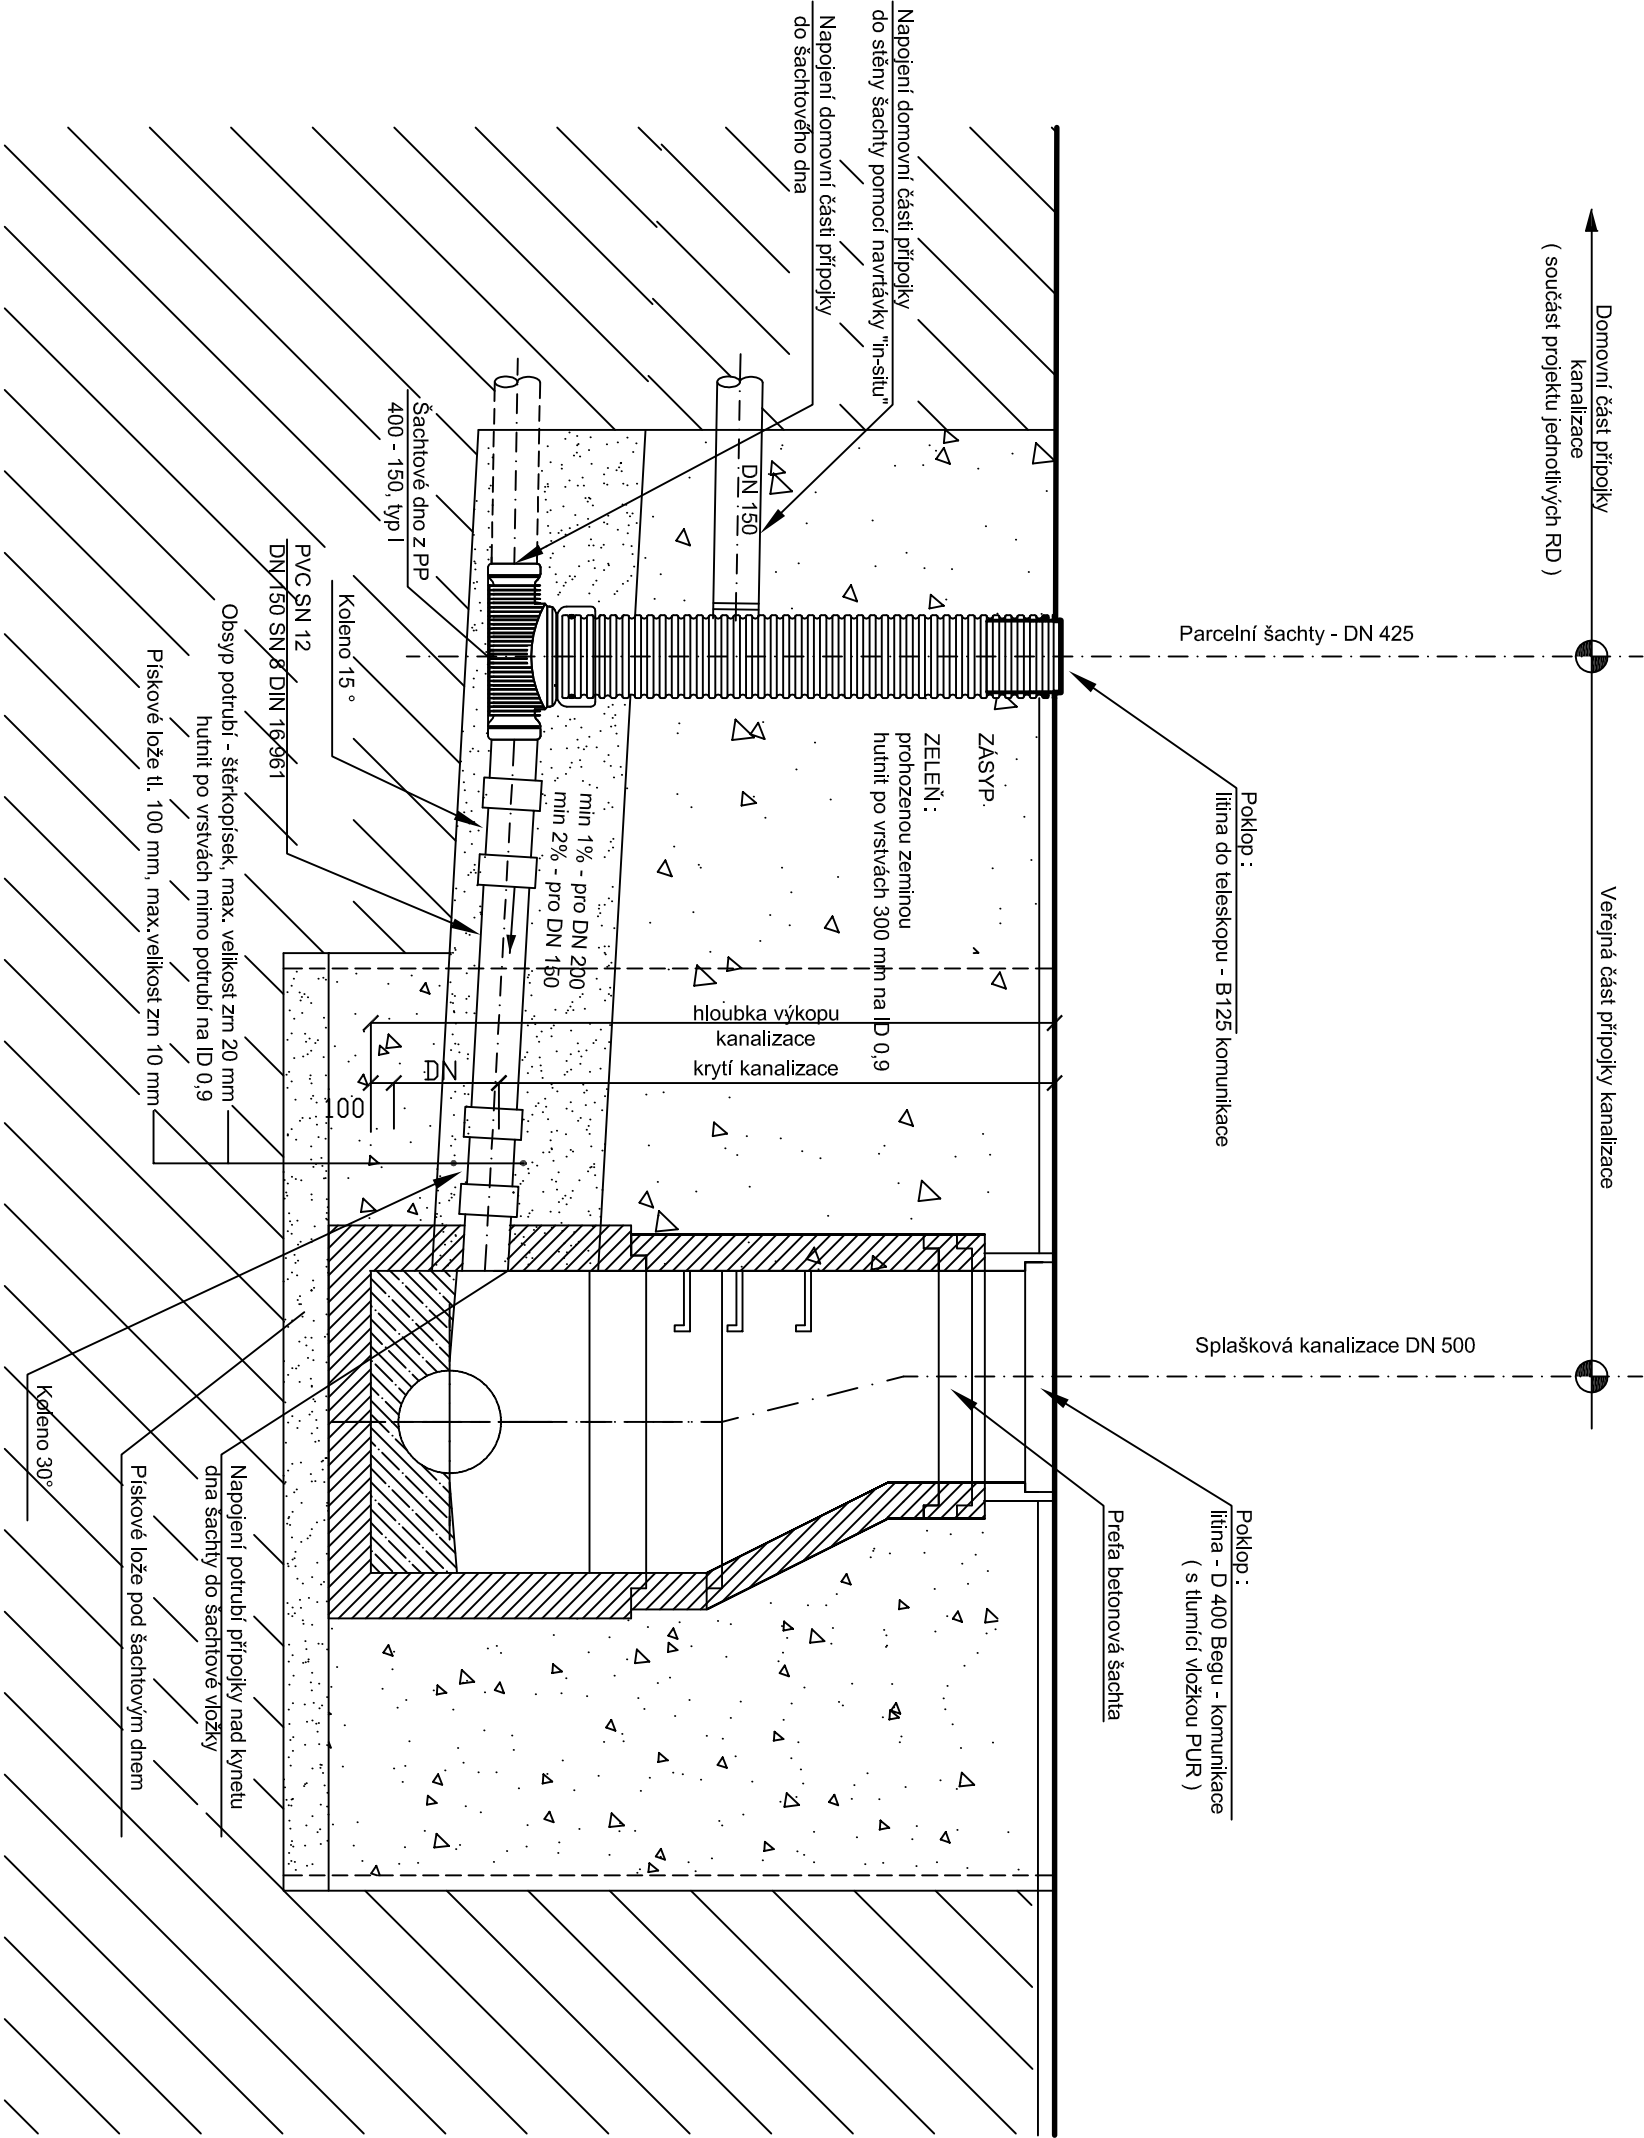 Domovní část přípojky
kanalizace
( součást projektu jednotlivých RD )
Veřejná část přípojky kanalizace
Parcelní šachty - DN 425
Splašková kanalizace DN 500
Poklop :
litina do teleskopu - B125 komunikace
Poklop :
litina - D 400 Begu - komunikace
( s tlumící vložkou PUR )
Prefa betonová šachta
Napojení domovní části přípojky
do stěny šachty pomocí navrtávky "in-situ"
Napojení domovní části přípojky
do šachtového dna
DN 150
ZÁSYP
ZELEŇ :
prohozenou zeminou
hutnit po vrstvách 300 mm na ID 0,9
hloubka výkopu
kanalizace
krytí kanalizace
DN
100
min 1% - pro DN 200
min 2% - pro DN 150
Šachtové dno z PP
400 - 150, typ I
Koleno 15 °
PVC SN 12
DN 150 SN 8 DIN 16 961
Obsyp potrubí - štěrkopísek, max. velikost zrn 20 mm
hutnit po vrstvách mimo potrubí na ID 0,9
Pískové lože tl. 100 mm, max.velikost zrn 10 mm
Napojení potrubí přípojky nad kynetu
dna šachty do šachtové vložky
Pískové lože pod šachtovým dnem
Koleno 30°